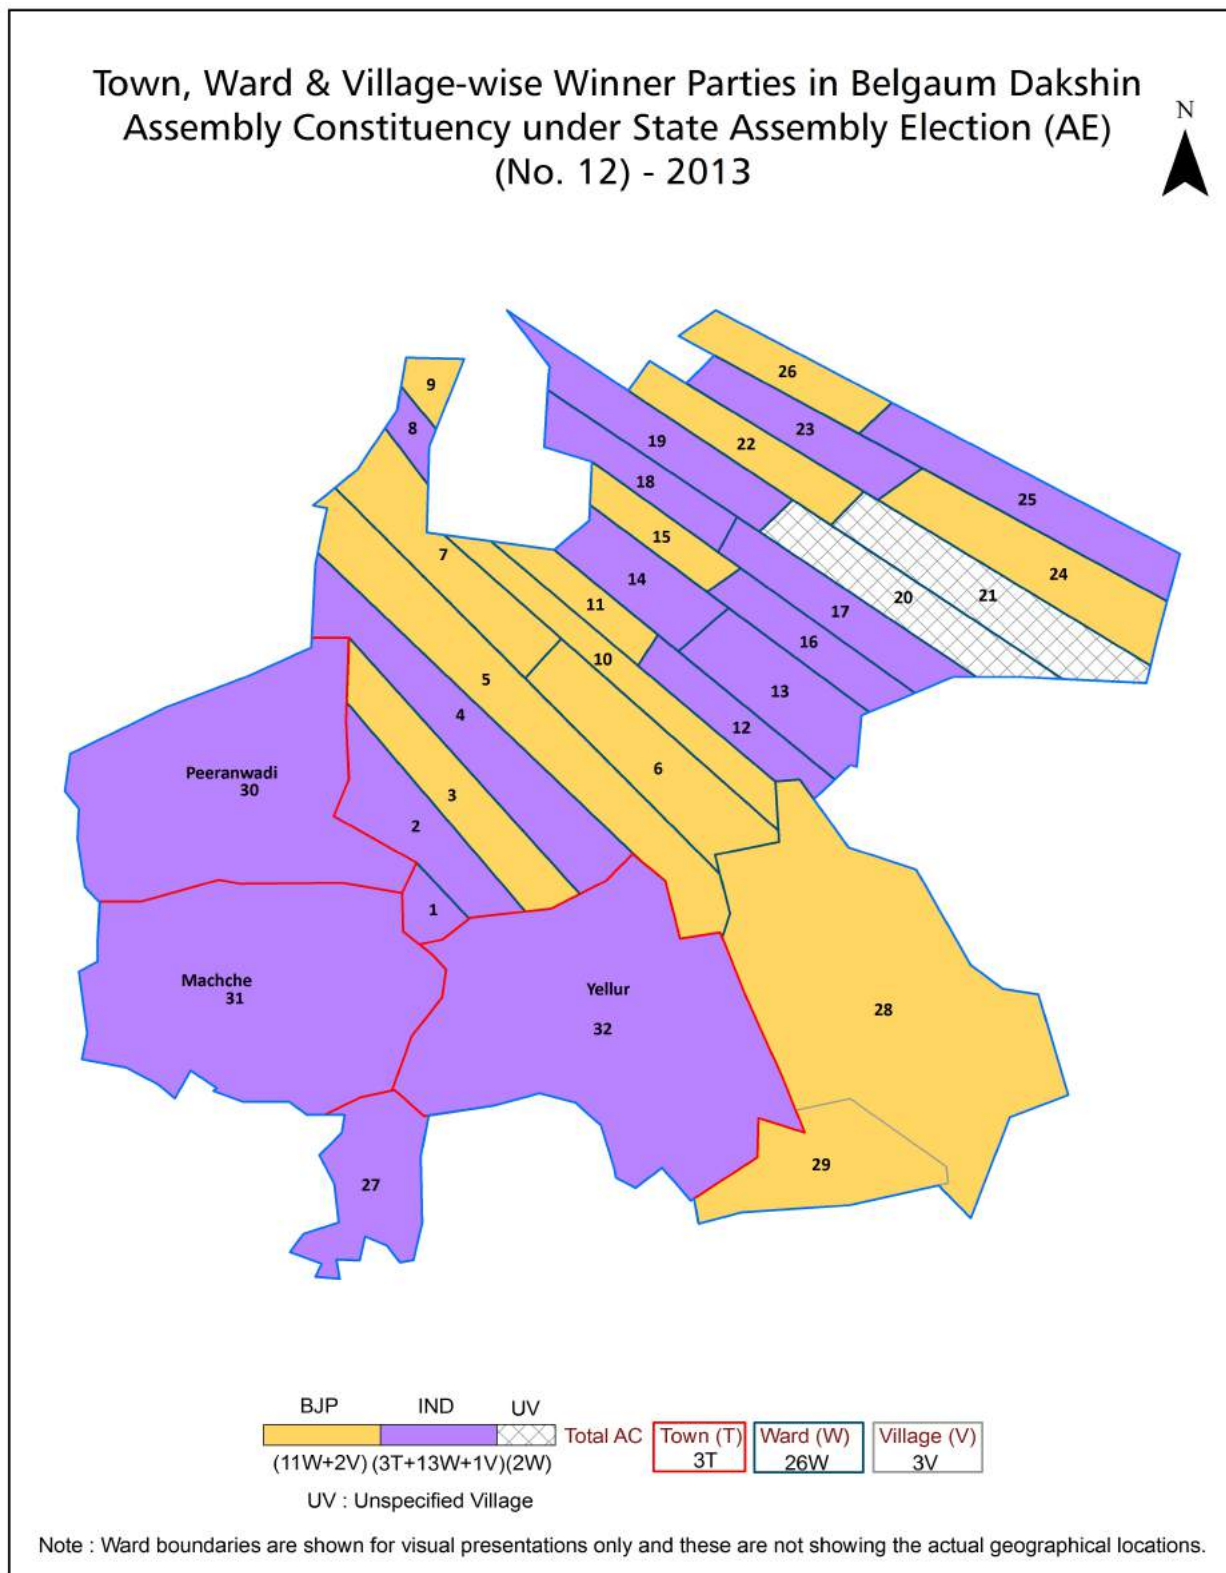 Town, Ward & Village-wise Winner Parties in Belgaum Dakshin
Assembly Constituency under State Assembly Election (AE)
(No. 12) - 2013
N
26
9
8
23
22
19
25
18
15
7
24
14
21
20
11
17
16
10
5
13
4
12
6
Peeranwadi
30
3
2
1
Machche
31
Yellur
32
28
29
27
BJP IND UV
Total AC Town (T) Ward (W) Village (V)
3T 26W 3V
(11W+2V) (3T+13W+1V)(2W)
UV : Unspecified Village
Note : Ward boundaries are shown for visual presentations only and these are not showing the actual geographical locations.